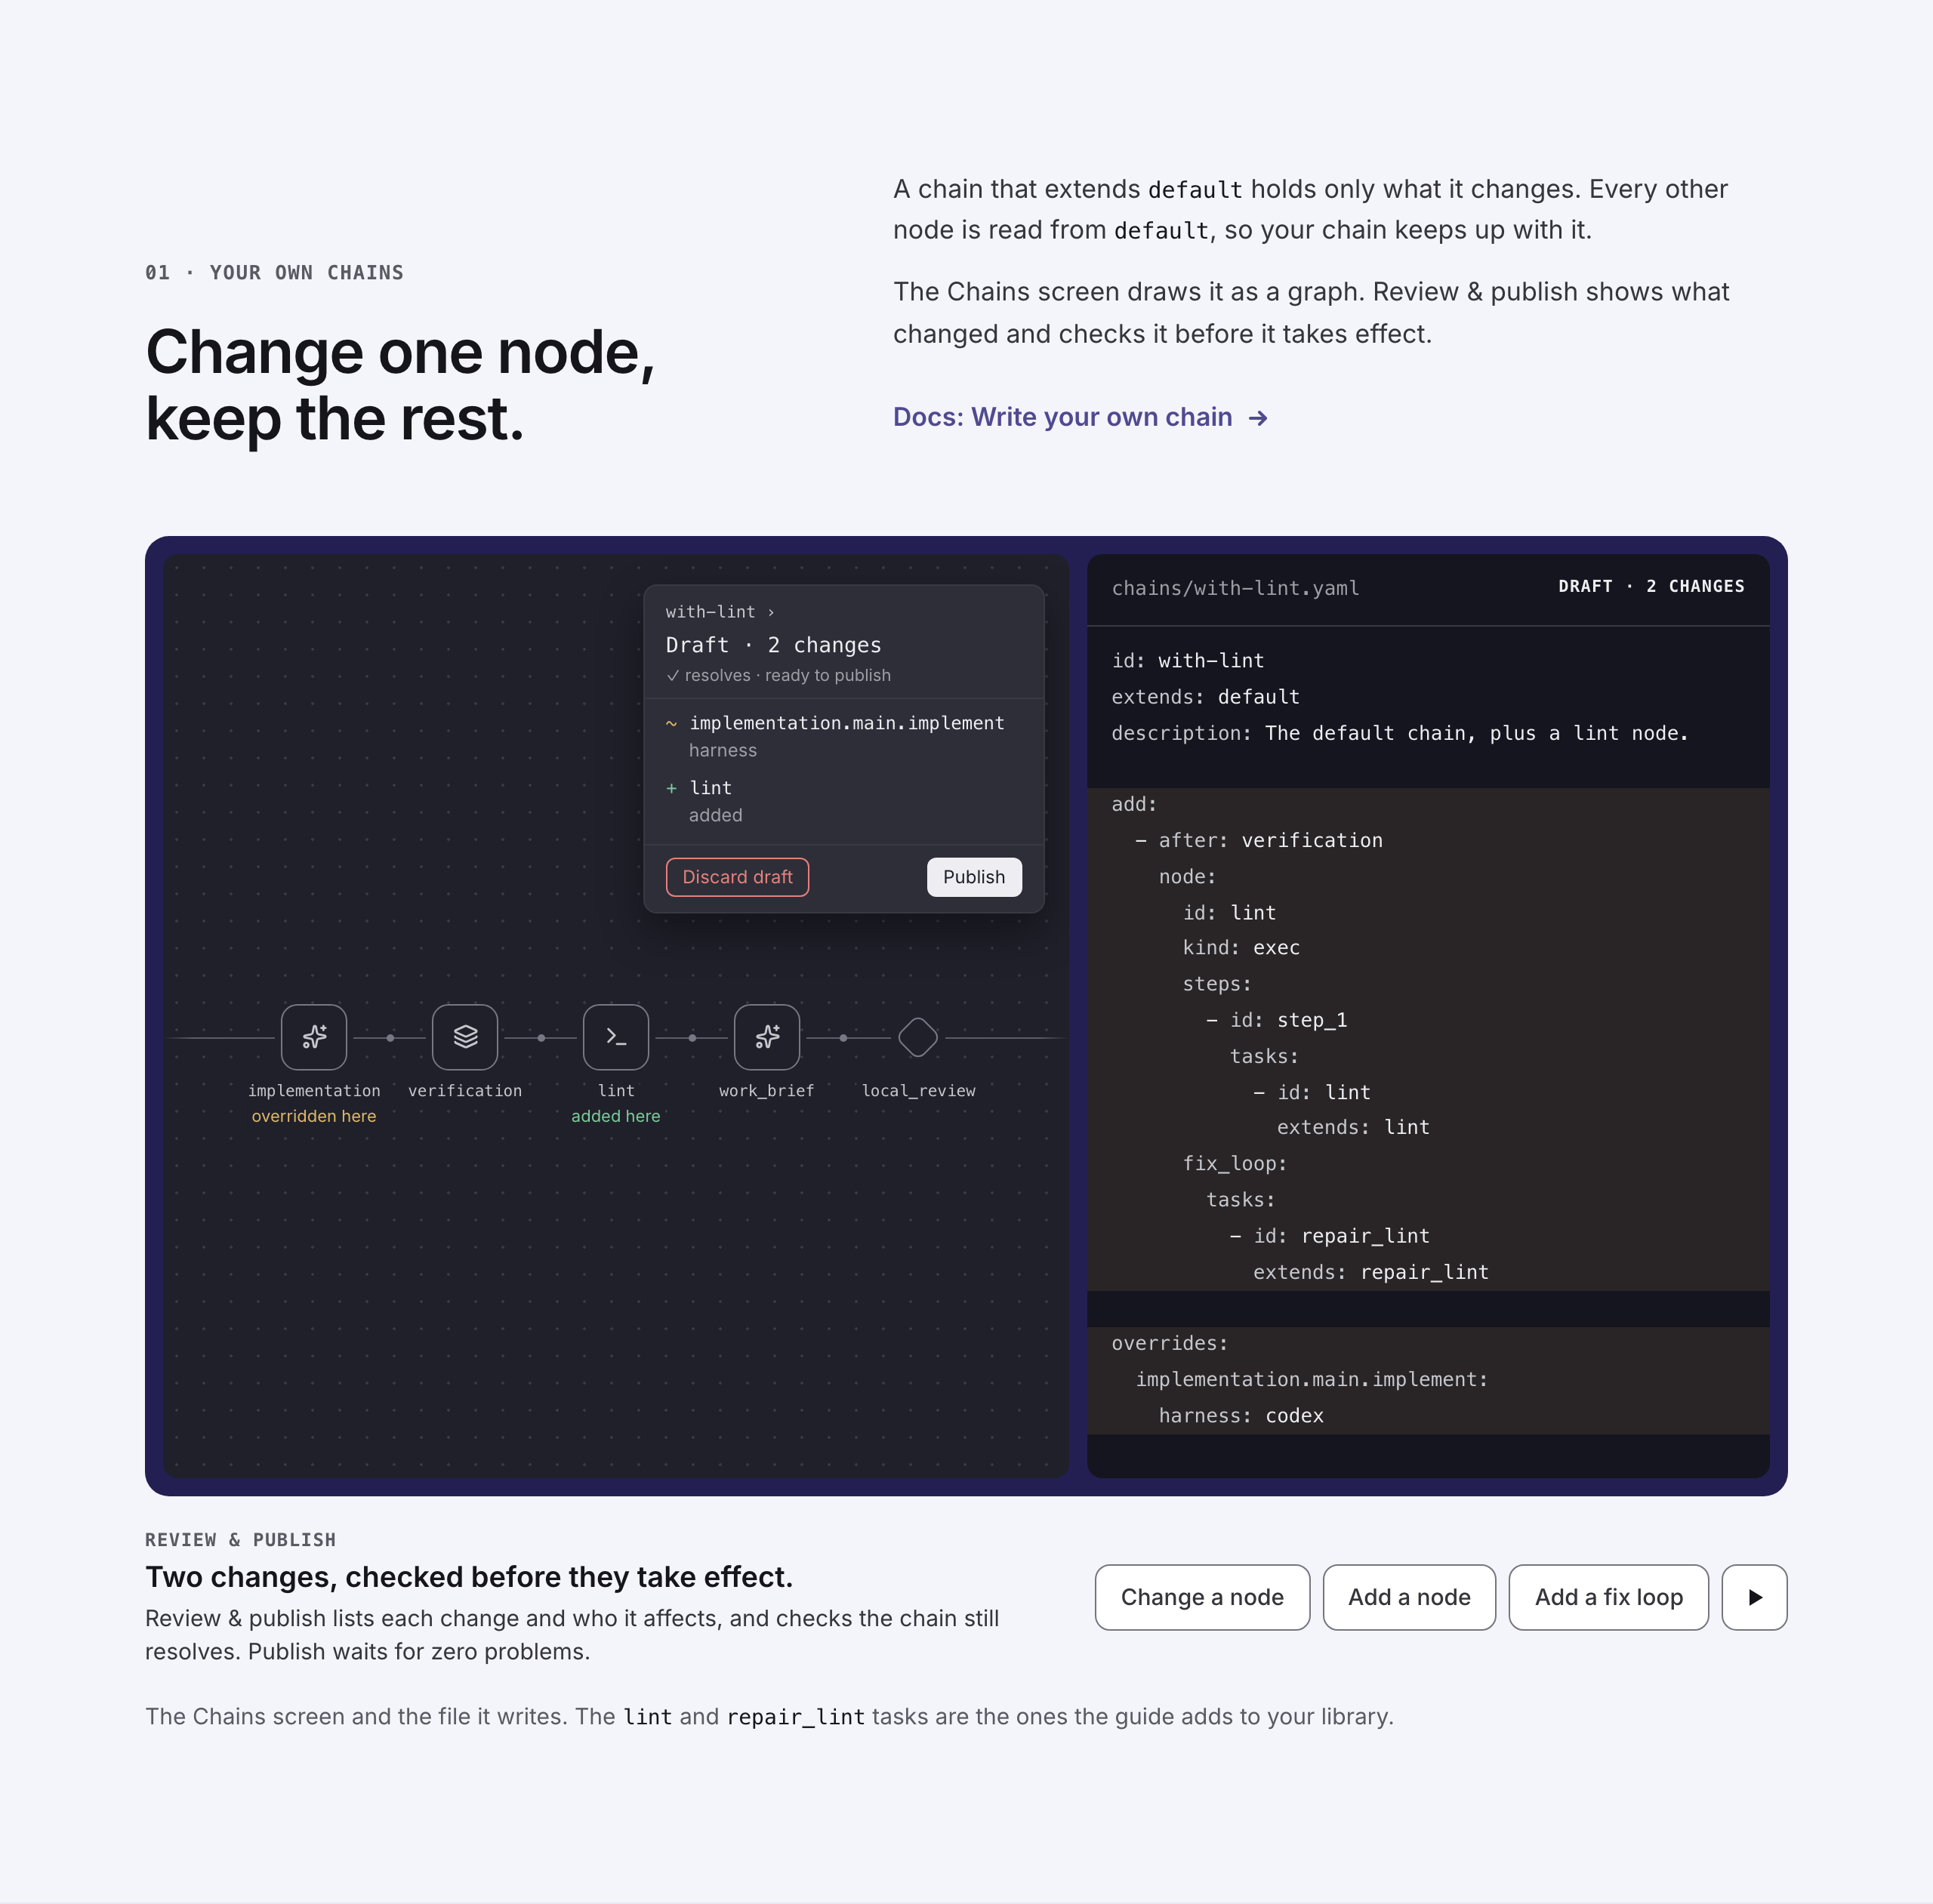 01 · YOUR OWN CHAINS
Change one node,
keep the rest.
A chain that extends default holds only what it changes. Every other
node is read from default, so your chain keeps up with it.
The Chains screen draws it as a graph. Review & publish shows what
changed and checks it before it takes effect.
Docs: Write your own chain →
with-lint ›
Draft · 2 changes
✓ resolves · ready to publish
~ implementation.main.implement
harness
+ lint
added
Discard draft
Publish
implementation
overridden here
verification
lint
added here
work_brief
local_review
chains/with-lint.yaml
DRAFT · 2 CHANGES
id: with-lint
extends: default
description: The default chain, plus a lint node.
add:
  - after: verification
    node:
      id: lint
      kind: exec
      steps:
        - id: step_1
          tasks:
            - id: lint
              extends: lint
      fix_loop:
        tasks:
          - id: repair_lint
            extends: repair_lint
overrides:
  implementation.main.implement:
    harness: codex
REVIEW & PUBLISH
Two changes, checked before they take effect.
Review & publish lists each change and who it affects, and checks the chain still
resolves. Publish waits for zero problems.
Change a node
Add a node
Add a fix loop
The Chains screen and the file it writes. The lint and repair_lint tasks are the ones the guide adds to your library.